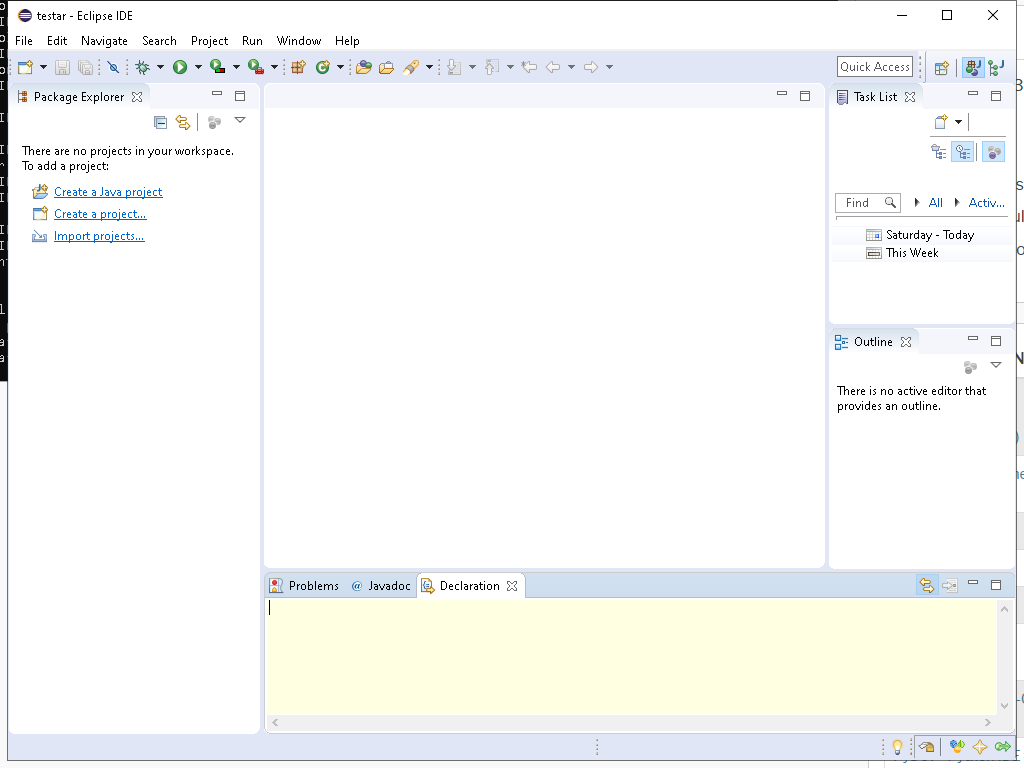 testar - Eclipse IDE
File Edit Navigate Search Project Run Window Help
Quick Access
Package Explorer
There are no projects in your workspace.
To add a project:
Create a Java project
Create a project...
Import projects...
Task List
Find All Activ...
Saturday - Today
This Week
Outline
There is no active editor that
provides an outline.
Problems @ Javadoc Declaration